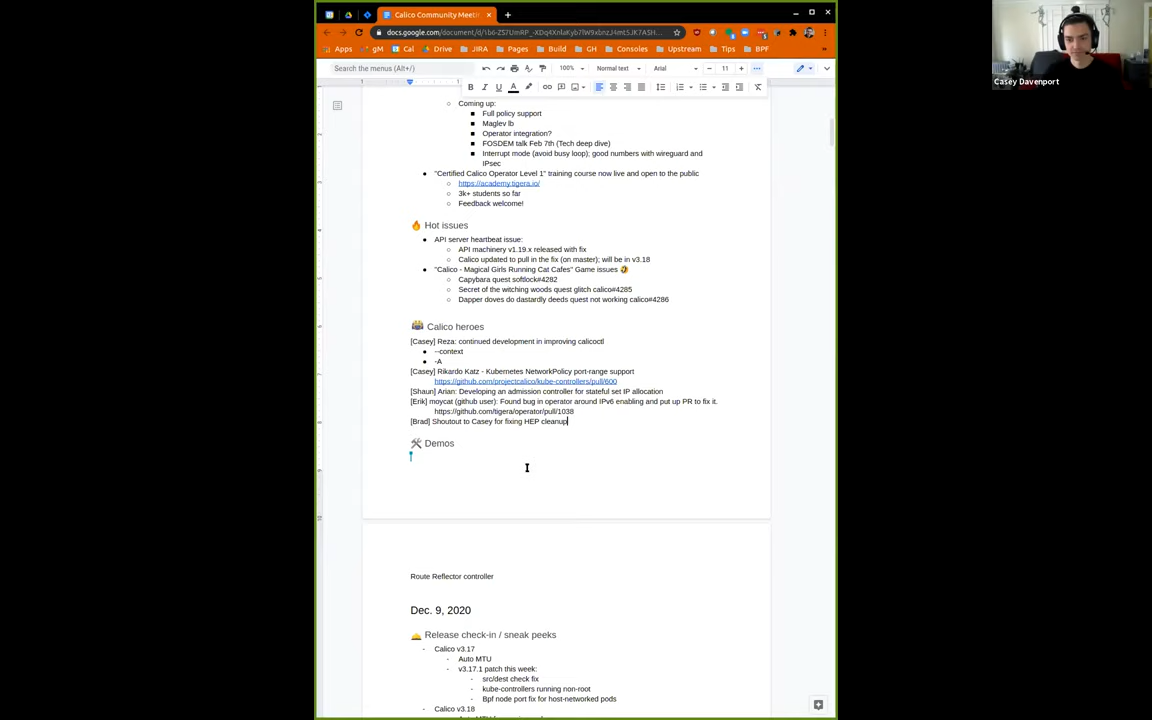 Calico Community Meeti
Casey Davenport
Apps
gM
Cal
Drive
JIRA
Pages
Build
GH
Consoles
Upstream
Tips
BPF
Search the menus (Alt+/)
100%
Normal text
Arial
11
Coming up:
Full policy support
Maglev lb
Operator integration?
FOSDEM talk Feb 7th (Tech deep dive)
Interrupt mode (avoid busy loop); good numbers with wireguard and
IPsec
"Certified Calico Operator Level 1" training course now live and open to the public
https://academy.tigera.io/
3k+ students so far
Feedback welcome!
🔥 Hot issues
API server heartbeat issue:
API machinery v1.19.x released with fix
Calico updated to pull in the fix (on master); will be in v3.18
"Calico - Magical Girls Running Cat Cafes" Game issues 🤣
Capybara quest softlock#4282
Secret of the witching woods quest glitch calico#4285
Dapper doves do dastardly deeds quest not working calico#4286
Calico heroes
[Casey] Reza: continued development in improving calicoctl
--context
-A
[Casey] Rikardo Katz - Kubernetes NetworkPolicy port-range support
https://github.com/projectcalico/kube-controllers/pull/600
[Shaun] Arian: Developing an admission controller for stateful set IP allocation
[Erik] moycat (github user): Found bug in operator around IPv6 enabling and put up PR to fix it.
https://github.com/tigera/operator/pull/1038
[Brad] Shoutout to Casey for fixing HEP cleanup
🛠 Demos
Route Reflector controller
Dec. 9, 2020
Release check-in / sneak peeks
- Calico v3.17
- Auto MTU
- v3.17.1 patch this week:
- src/dest check fix
- kube-controllers running non-root
- Bpf node port fix for host-networked pods
- Calico v3.18